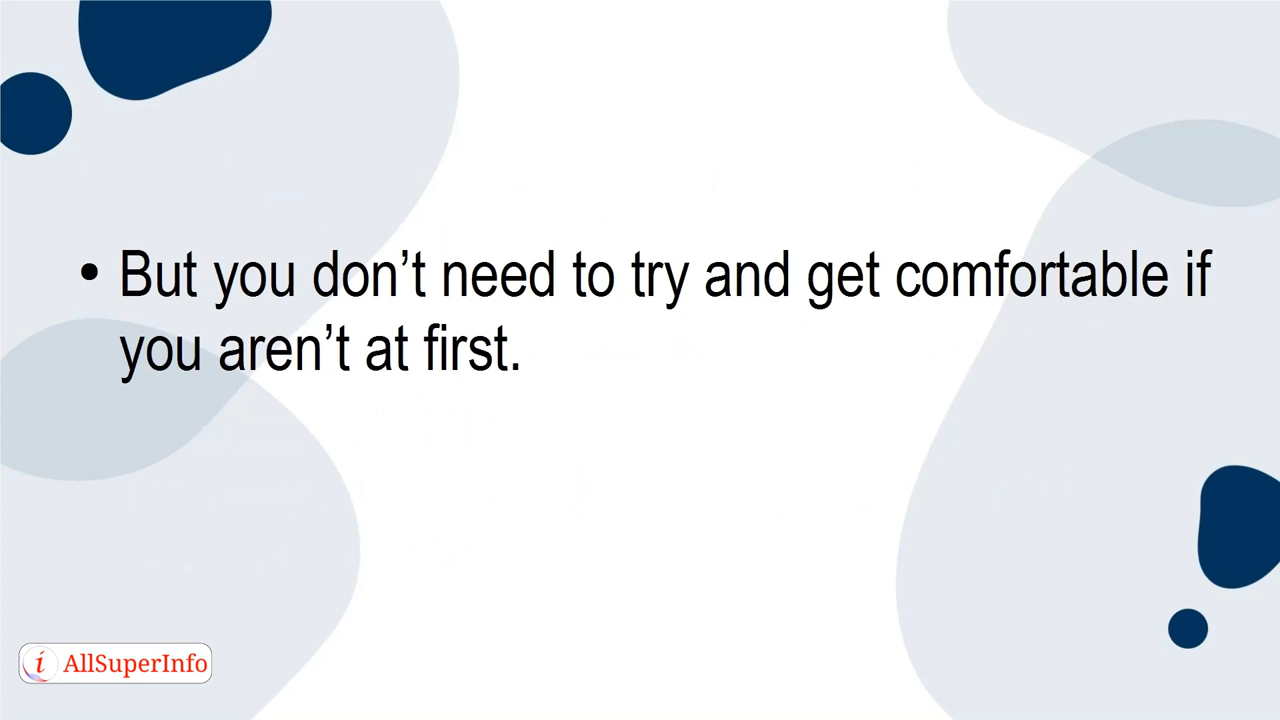 • But you don’t need to try and get comfortable if
you aren’t at first.
i AllSuperInfo